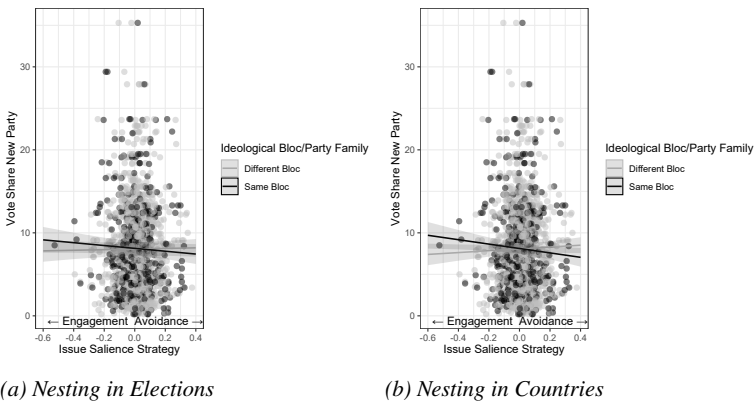 30
20
10
0
Vote Share New Party
-0.6 -0.4 -0.2 0.0 0.2 0.4
← Engagement Avoidance →
Issue Salience Strategy
Ideological Bloc/Party Family
Different Bloc
Same Bloc
(a) Nesting in Elections
30
20
10
0
Vote Share New Party
-0.6 -0.4 -0.2 0.0 0.2 0.4
← Engagement Avoidance →
Issue Salience Strategy
Ideological Bloc/Party Family
Different Bloc
Same Bloc
(b) Nesting in Countries